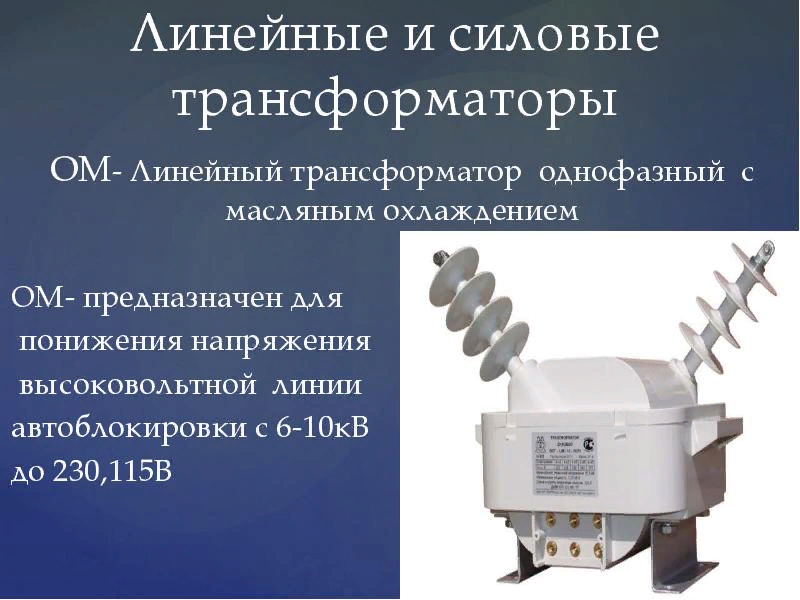 Линейные и силовые
трансформаторы
ОМ- Линейный трансформатор однофазный с
масляным охлаждением
ОМ- предназначен для
понижения напряжения
высоковольтной линии
автоблокировки с 6-10кВ
до 230,115В
ТРАНСФОРМАТОР